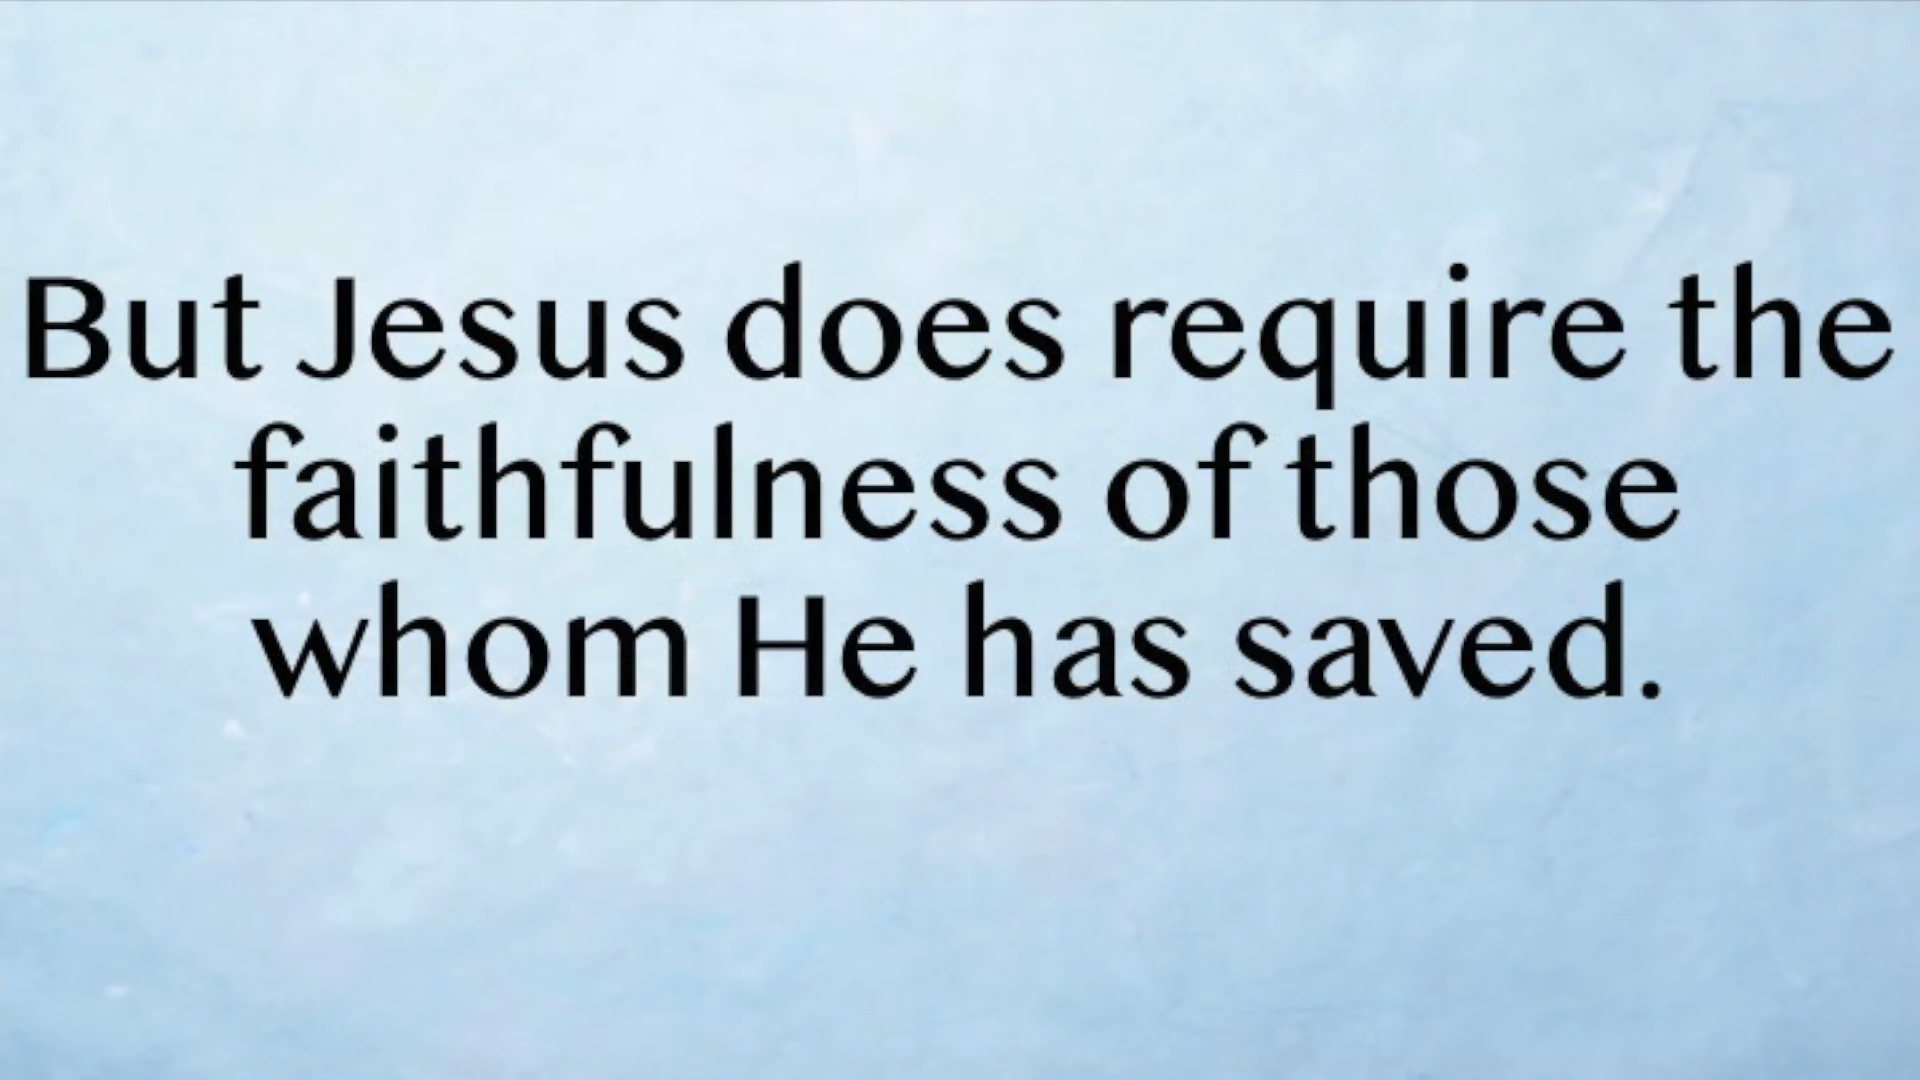 But Jesus does require the
faithfulness of those
whom He has saved.